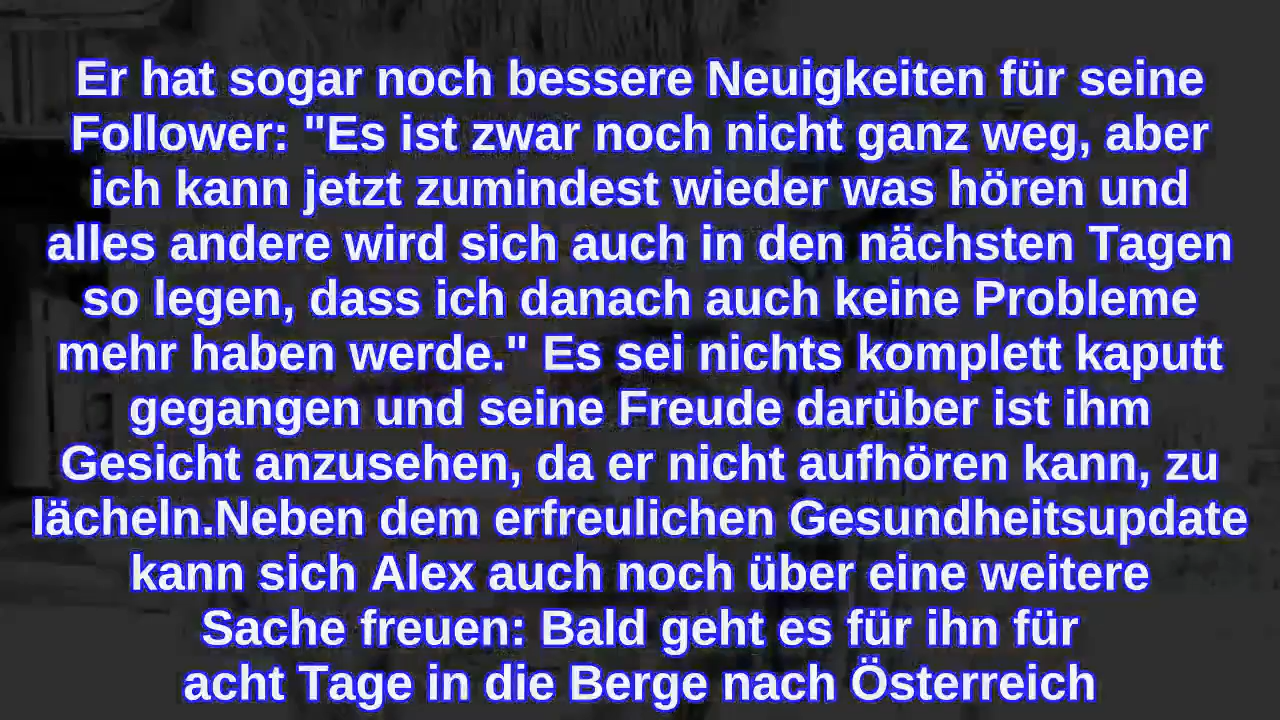 Er hat sogar noch bessere Neuigkeiten für seine
Follower: "Es ist zwar noch nicht ganz weg, aber
ich kann jetzt zumindest wieder was hören und
alles andere wird sich auch in den nächsten Tagen
so legen, dass ich danach auch keine Probleme
mehr haben werde." Es sei nichts komplett kaputt
gegangen und seine Freude darüber ist ihm
Gesicht anzusehen, da er nicht aufhören kann, zu
lächeln.Neben dem erfreulichen Gesundheitsupdate
kann sich Alex auch noch über eine weitere
Sache freuen: Bald geht es für ihn für
acht Tage in die Berge nach Österreich